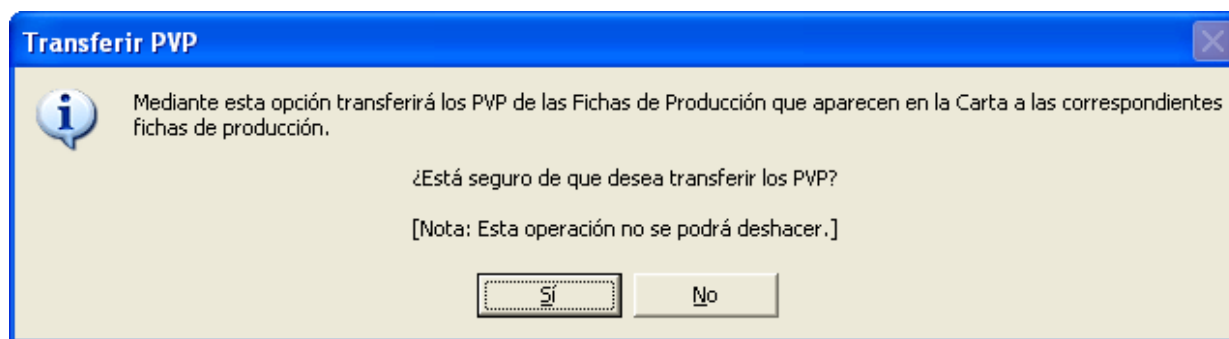 Transferir PVP
Mediante esta opción transferirá los PVP de las Fichas de Producción que aparecen en la Carta a las correspondientes
fichas de producción.
¿Está seguro de que desea transferir los PVP?
[Nota: Esta operación no se podrá deshacer.]
Sí
No